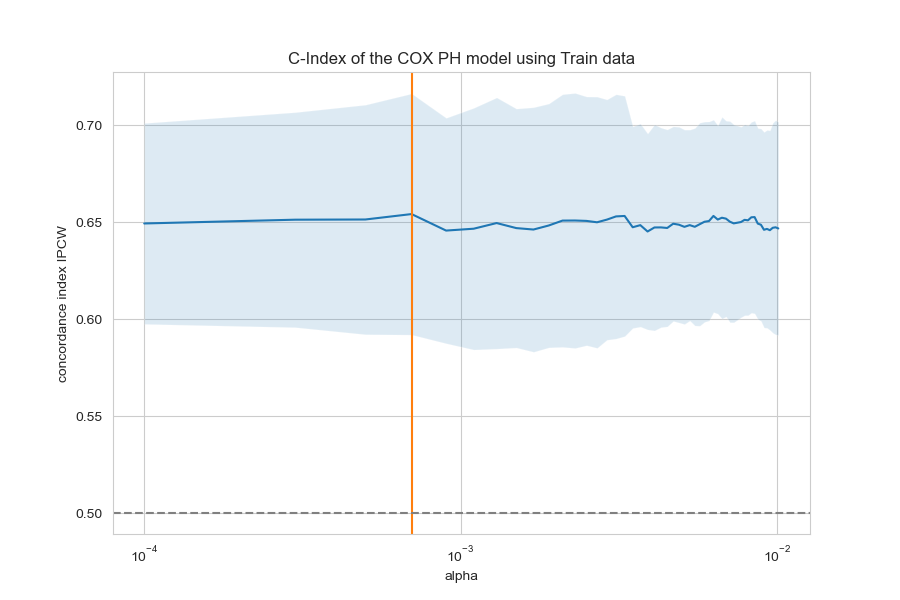 C-Index of the COX PH model using Train data
concordance index IPCW
0.70
0.65
0.60
0.55
0.50
10⁻⁴ 10⁻³ 10⁻²
alpha